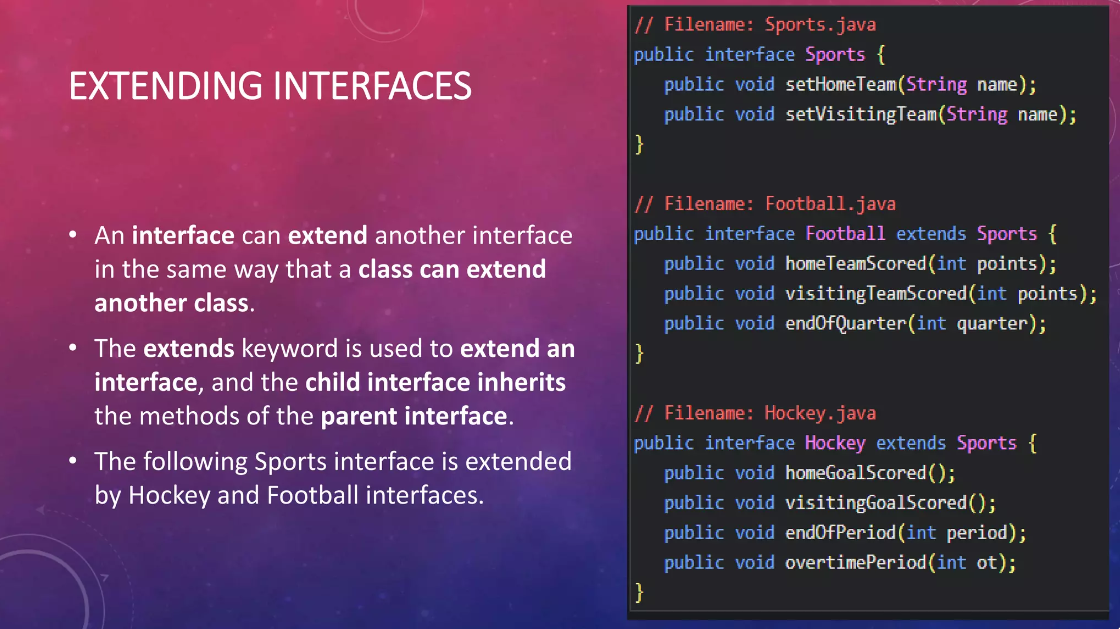 EXTENDING INTERFACES
• An interface can extend another interface
in the same way that a class can extend
another class.
• The extends keyword is used to extend an
interface, and the child interface inherits
the methods of the parent interface.
• The following Sports interface is extended
by Hockey and Football interfaces.
// Filename: Sports.java
public interface Sports {
   public void setHomeTeam(String name);
   public void setVisitingTeam(String name);
}
// Filename: Football.java
public interface Football extends Sports {
   public void homeTeamScored(int points);
   public void visitingTeamScored(int points);
   public void endOfQuarter(int quarter);
}
// Filename: Hockey.java
public interface Hockey extends Sports {
   public void homeGoalScored();
   public void visitingGoalScored();
   public void endOfPeriod(int period);
   public void overtimePeriod(int ot);
}